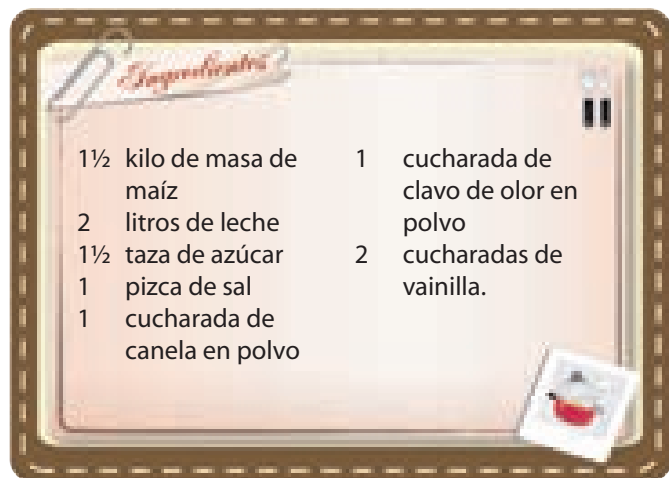 Ingredientes
1½ kilo de masa de
maíz
2 litros de leche
1½ taza de azúcar
1 pizca de sal
1 cucharada de
canela en polvo
1 cucharada de
clavo de olor en
polvo
2 cucharadas de
vainilla.